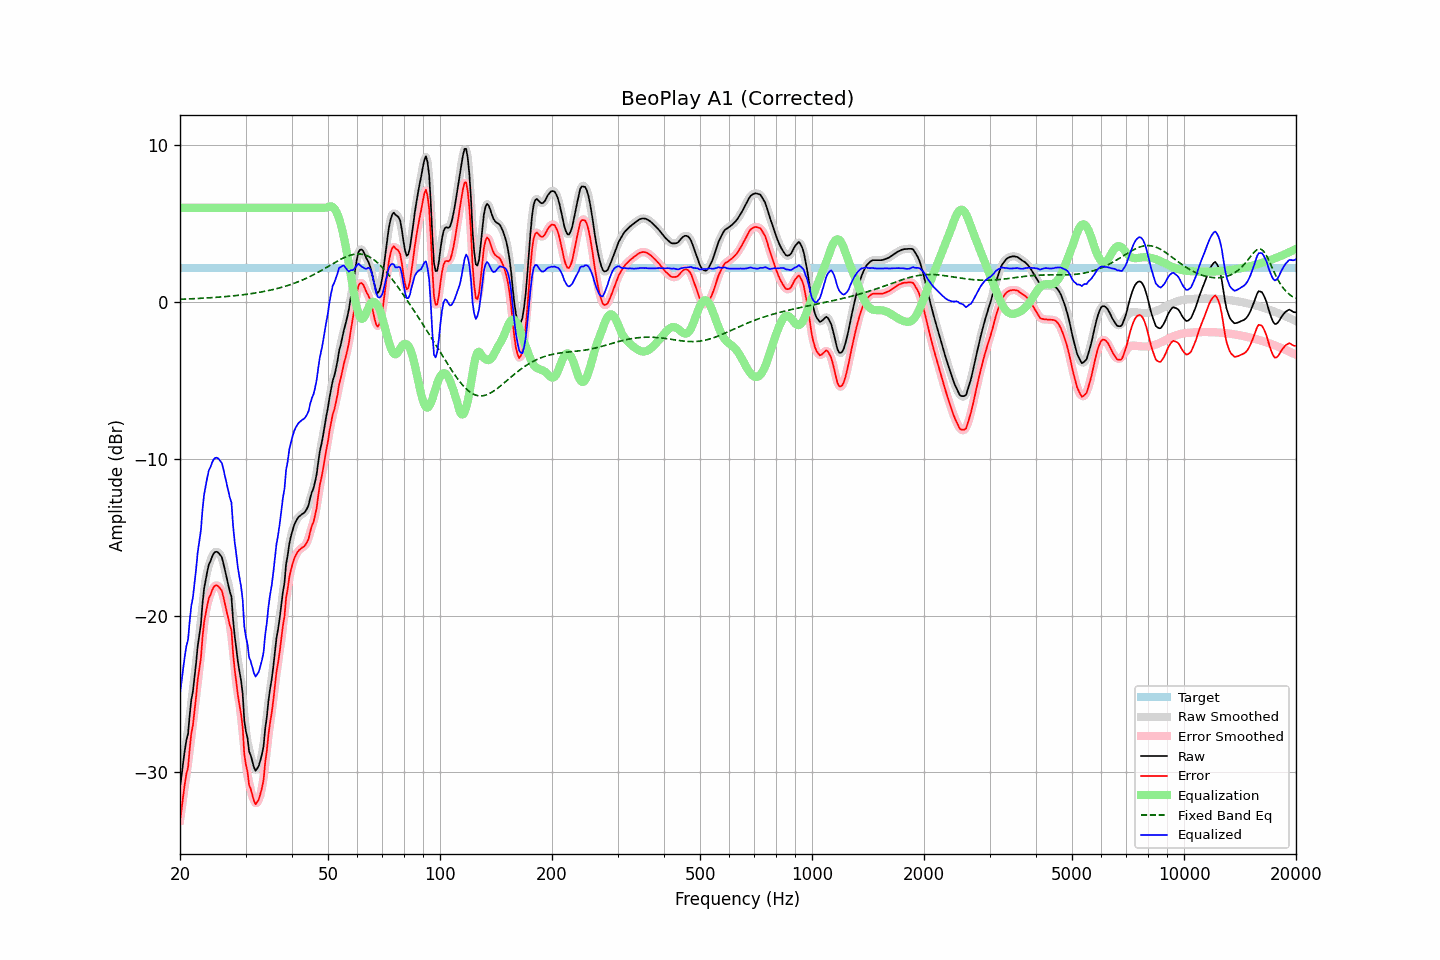 BeoPlay A1 (Corrected)
10
0
−10
−20
−30
Amplitude (dBr)
20
50
100
200
500
1000
2000
5000
10000
20000
Frequency (Hz)
Target
Raw Smoothed
Error Smoothed
Raw
Error
Equalization
Fixed Band Eq
Equalized